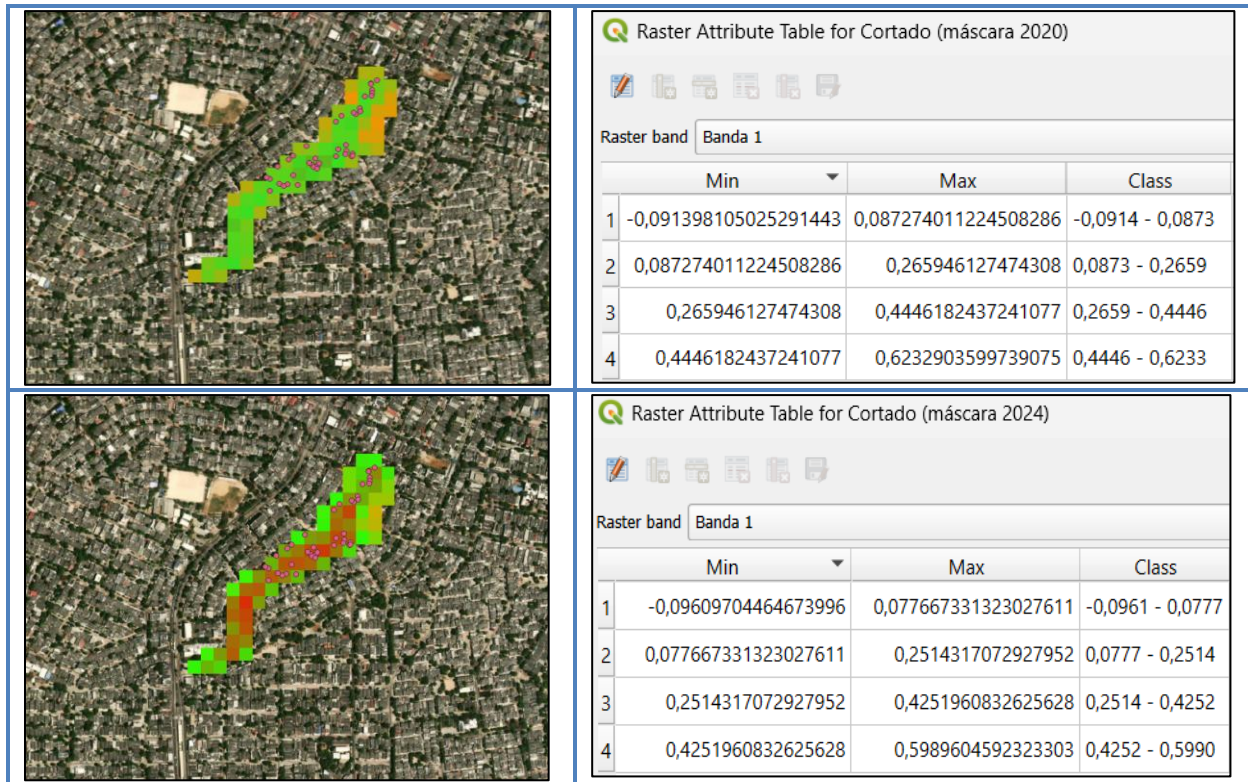 Raster Attribute Table for Cortado (máscara 2020)
Raster band Banda 1
Min Max Class
1 -0,091398105025291443 0,087274011224508286 -0,0914 - 0,0873
2 0,087274011224508286 0,265946127474308 0,0873 - 0,2659
3 0,265946127474308 0,4446182437241077 0,2659 - 0,4446
4 0,4446182437241077 0,6232903599739075 0,4446 - 0,6233
Raster Attribute Table for Cortado (máscara 2024)
Raster band Banda 1
Min Max Class
1 -0,09609704464673996 0,077667331323027611 -0,0961 - 0,0777
2 0,077667331323027611 0,2514317072927952 0,0777 - 0,2514
3 0,2514317072927952 0,4251960832625628 0,2514 - 0,4252
4 0,4251960832625628 0,5989604592323303 0,4252 - 0,5990